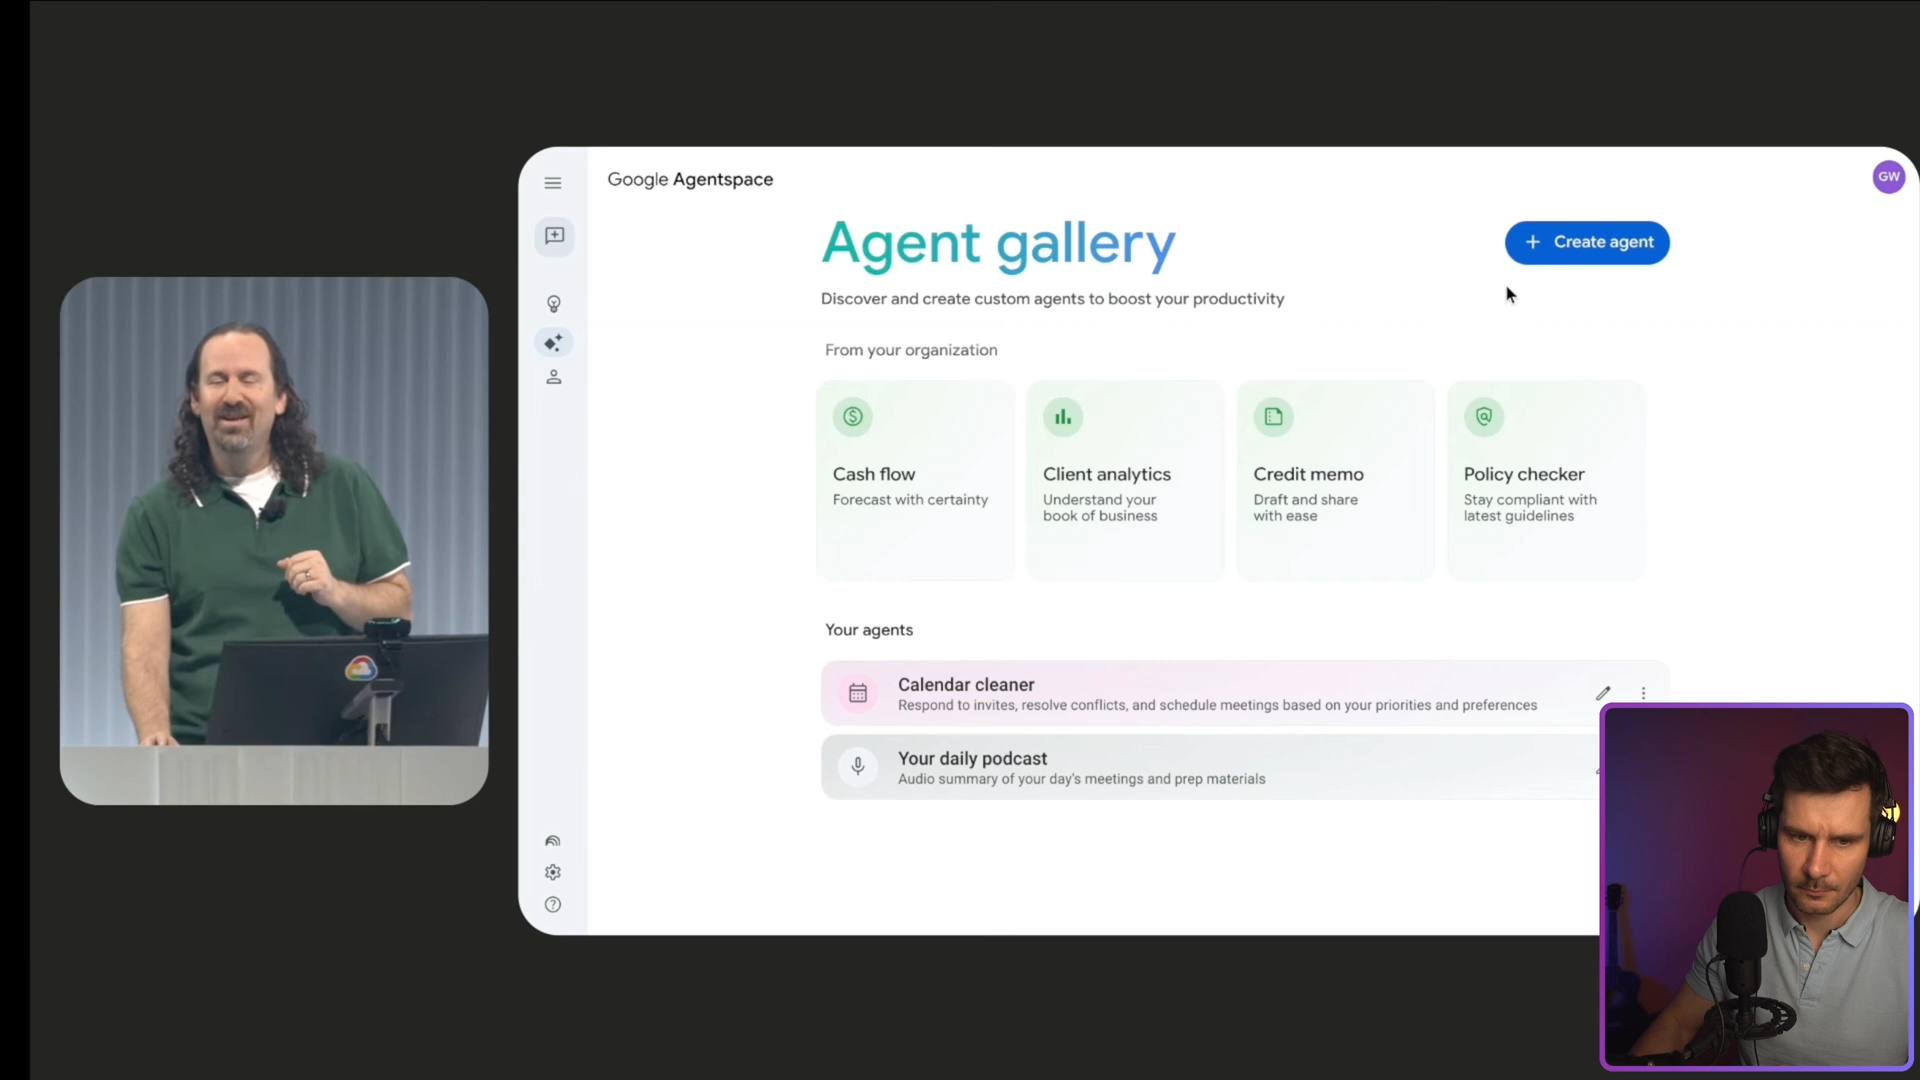 Google Agentspace
GW
Agent gallery
+ Create agent
Discover and create custom agents to boost your productivity
From your organization
Cash flow
Forecast with certainty
Client analytics
Understand your
book of business
Credit memo
Draft and share
with ease
Policy checker
Stay compliant with
latest guidelines
Your agents
Calendar cleaner
Respond to invites, resolve conflicts, and schedule meetings based on your priorities and preferences
Your daily podcast
Audio summary of your day's meetings and prep materials